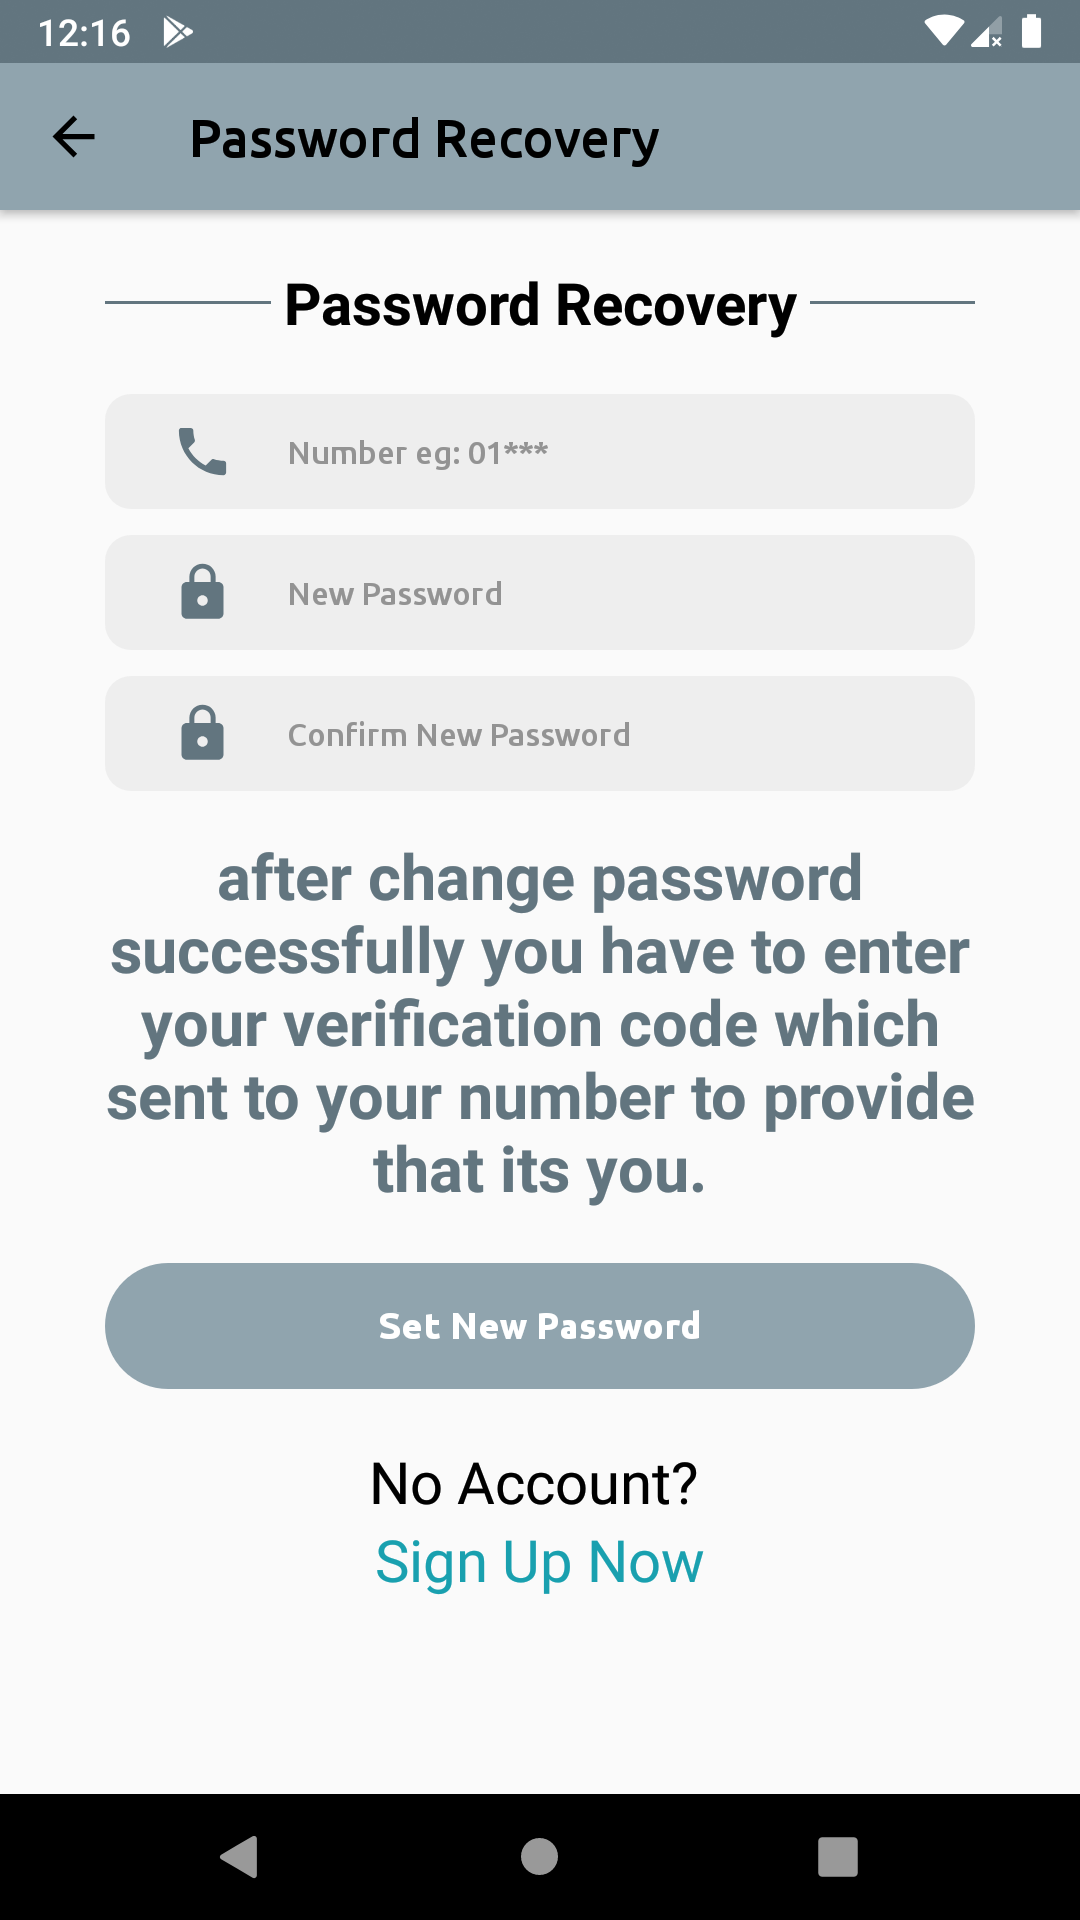 12:16
Password Recovery
Password Recovery
Number eg: 01***
New Password
Confirm New Password
after change password
successfully you have to enter
your verification code which
sent to your number to provide
that its you.
Set New Password
No Account?
Sign Up Now